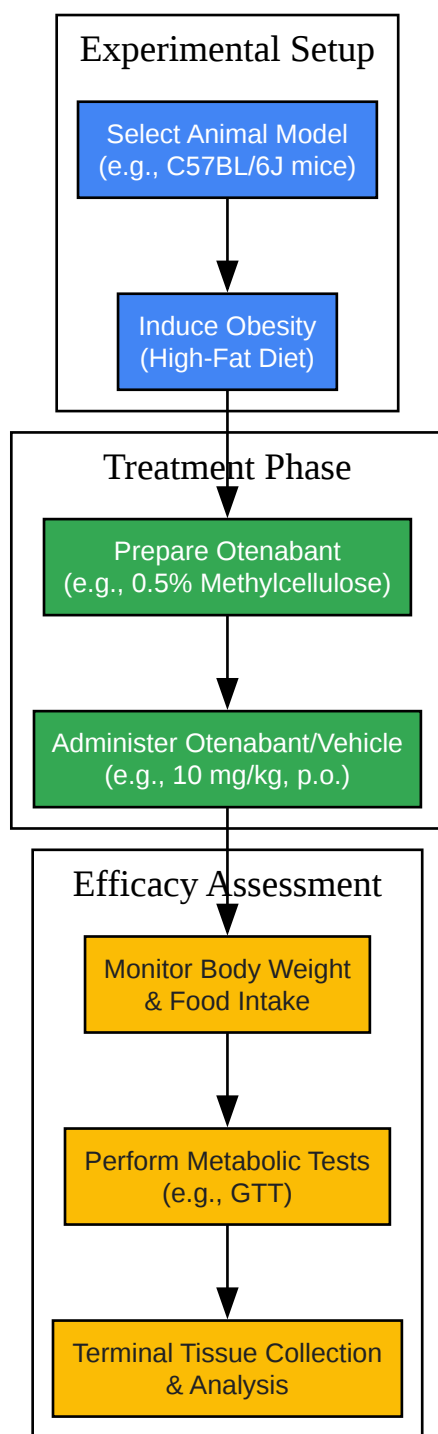 Experimental Setup
Select Animal Model
(e.g., C57BL/6J mice)
Induce Obesity
(High-Fat Diet)
Treatment Phase
Prepare Otenabant
(e.g., 0.5% Methylcellulose)
Administer Otenabant/Vehicle
(e.g., 10 mg/kg, p.o.)
Efficacy Assessment
Monitor Body Weight
& Food Intake
Perform Metabolic Tests
(e.g., GTT)
Terminal Tissue Collection
& Analysis